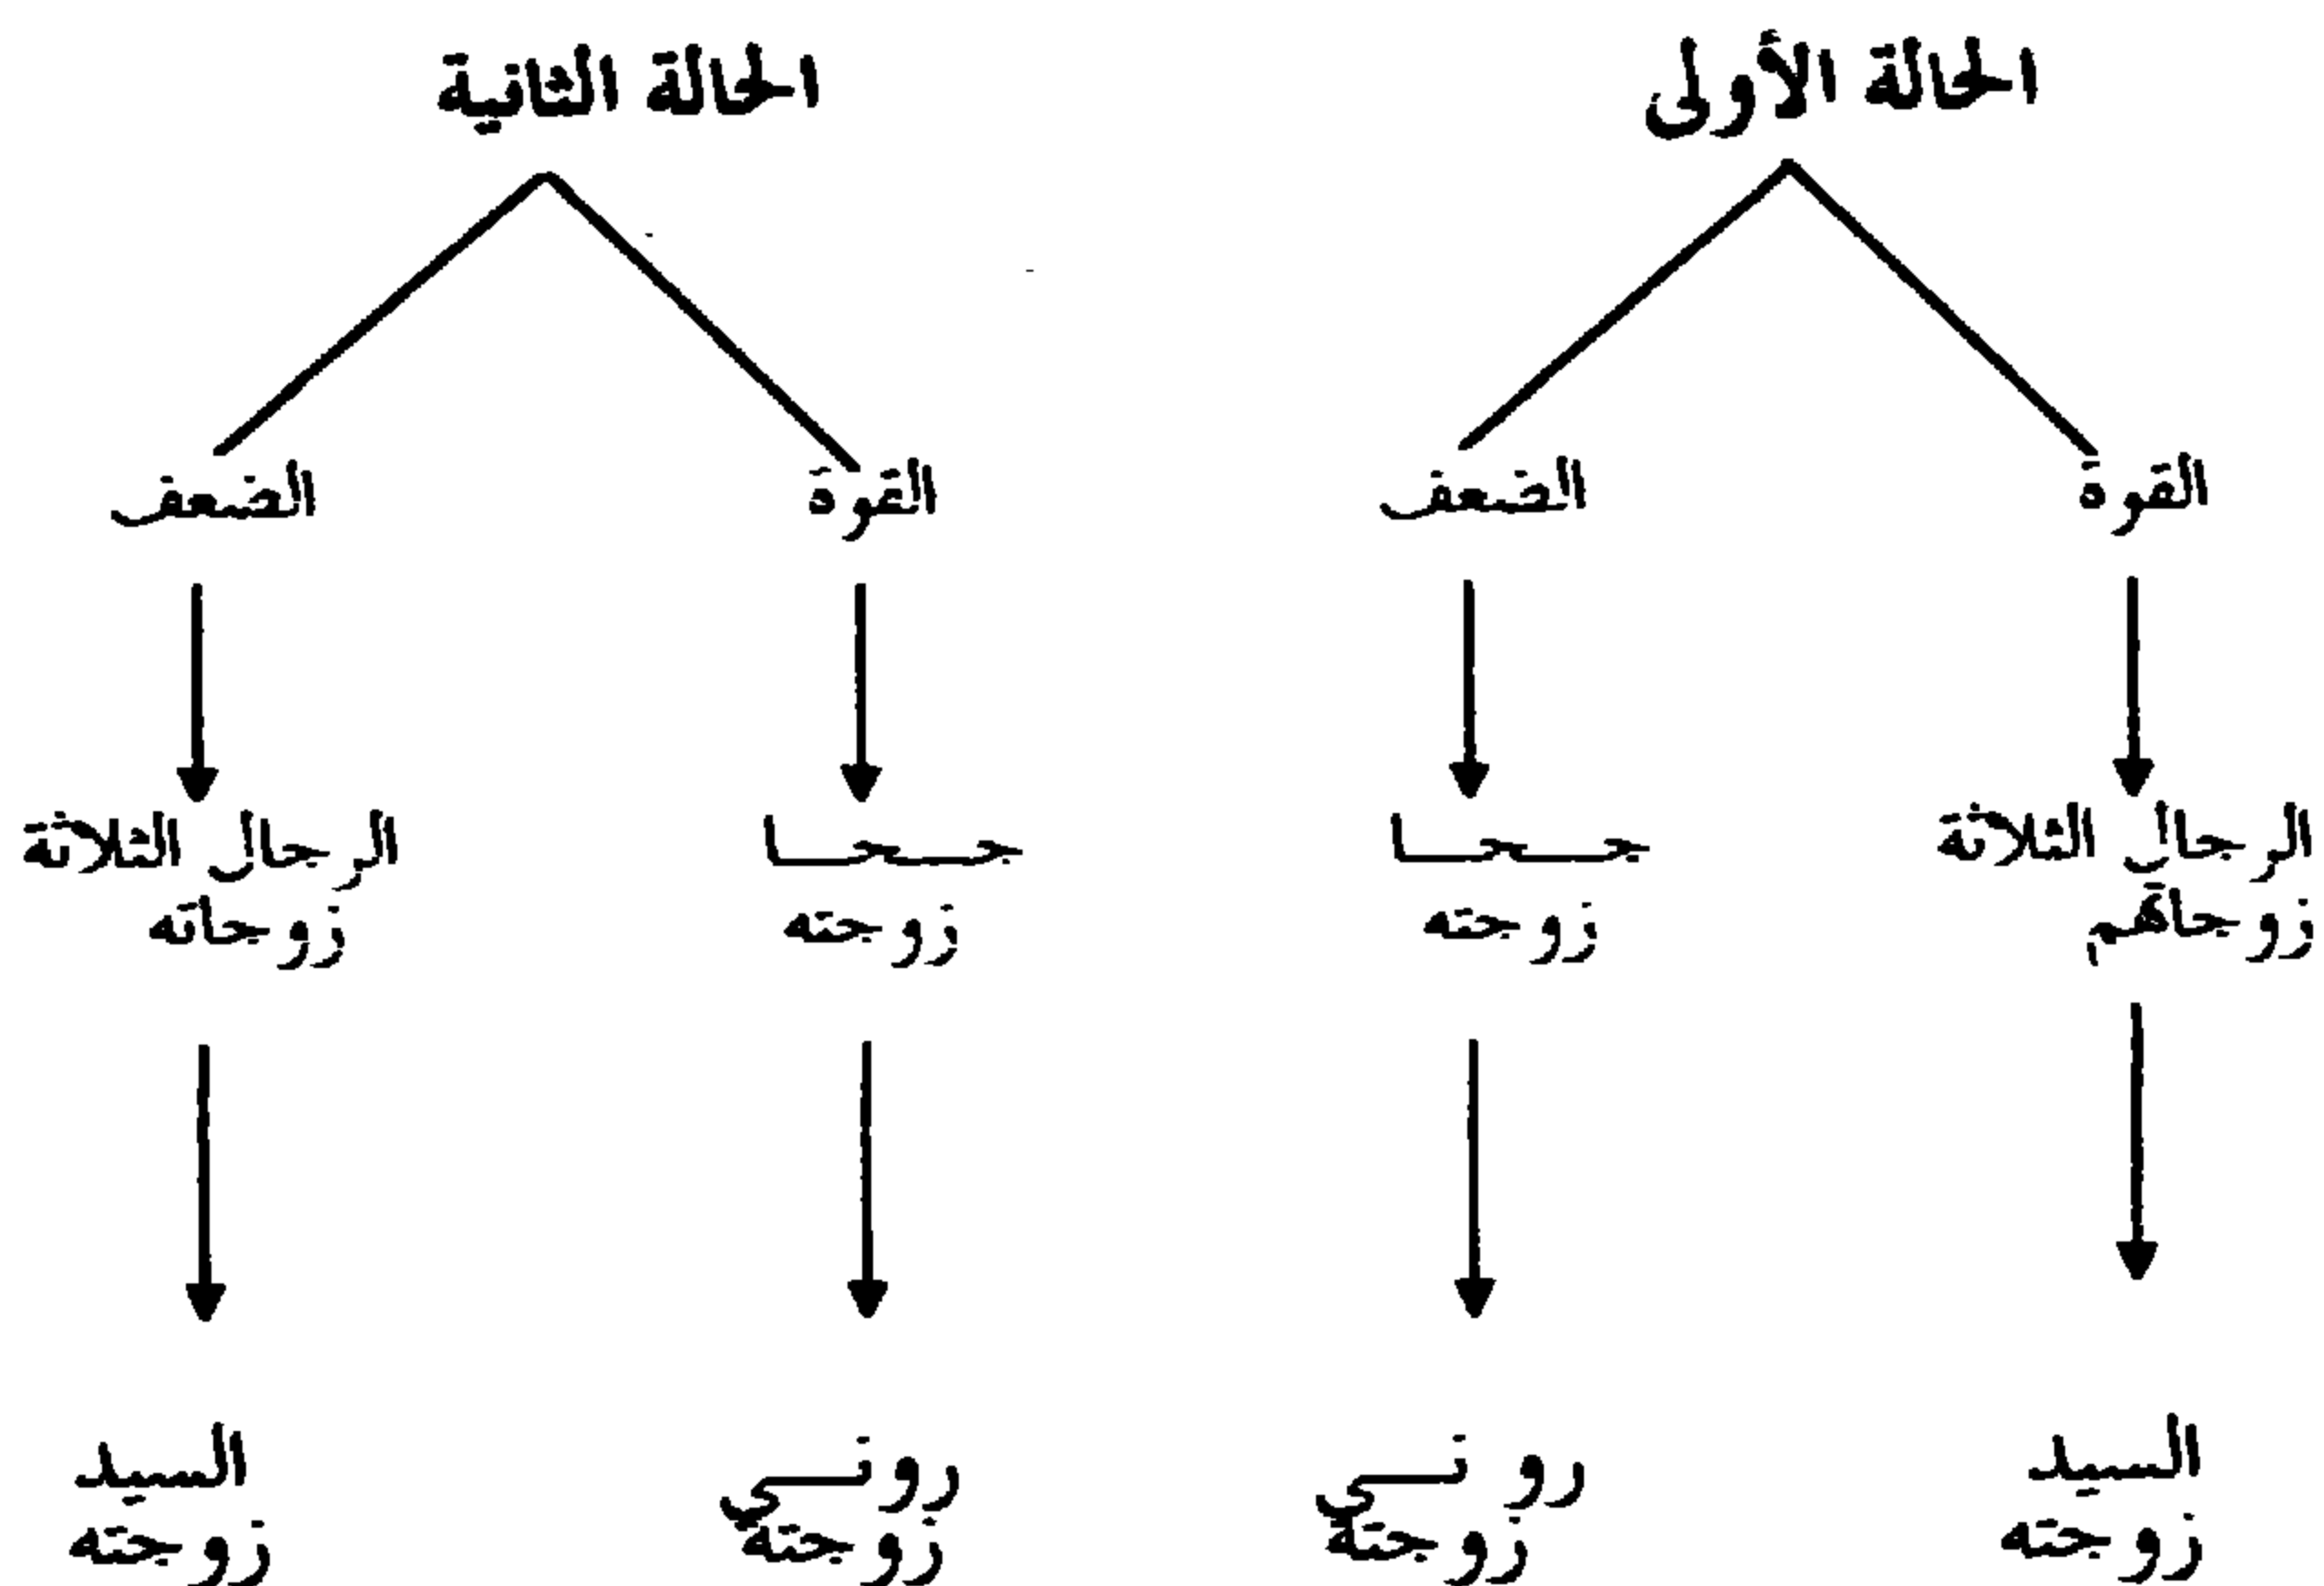 الحالة الأولى
الحالة الثانية
القوة
الضعف
القوة
الضعف
الرجال الثلاثة
زوجاتهم
جحا
زوجته
جحا
زوجته
الرجال الثلاثة
زوجاته
السيد
زوجته
روني
زوجته
روني
زوجته
السيد
زوجته